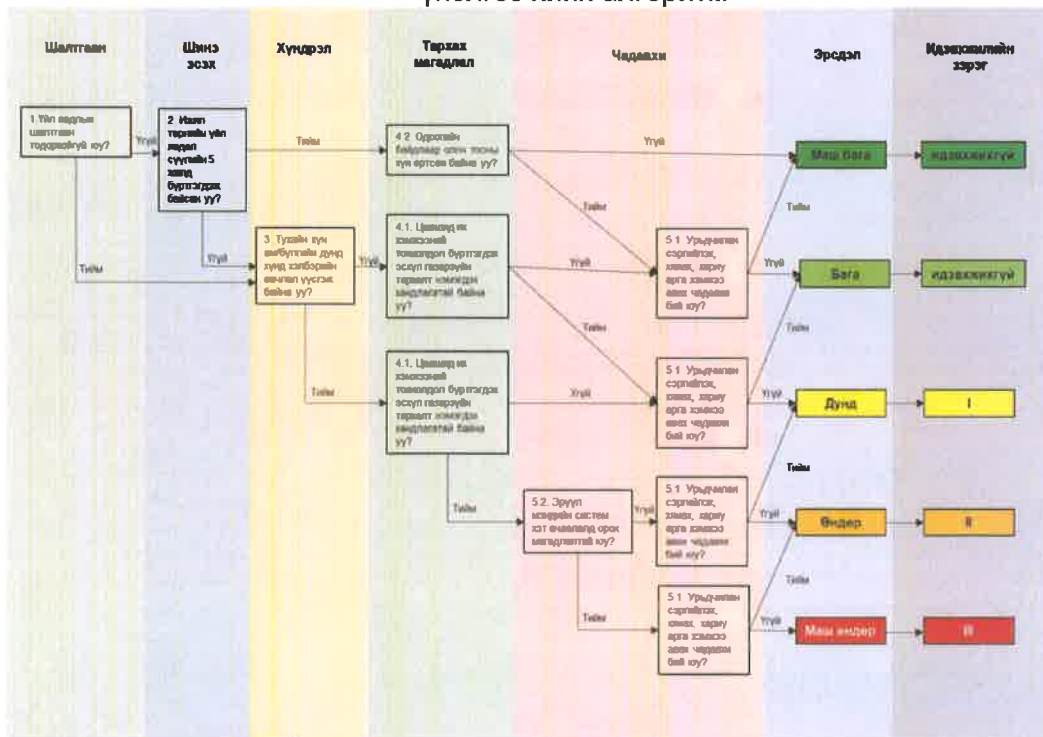 Шалтгаан
Шинэ
эсэх
Хүндрэл
Тархах
магадлал
Чадавхи
Эрсдэл
Идэвхжилийн
зэрэг
1.Үйл явдлын
шалтгаан
тодорхойгүй юу?
Үгүй
Тийм
2. Ижил
төрлийн үйл
явдал
сүүлийн 5
жилд
бүртгэгдэж
байсан уу?
Тийм
Үгүй
3. Тухайн хүн
амбүлгийн дунд
хүнд хэлбэрийн
өвчлөл үүсгэж
байна уу?
Үгүй
Тийм
4.2. Одоогийн
байдлаар олон тооны
хүн өртсөн байна уу?
Үгүй
Тийм
4.1. Цаашид их
хэмжээний
тохиолдол бүртгэгдэх
эсхүл газарзүйн
тархалт нэмэгдэх
хандлагатай байна
уу?
Үгүй
Тийм
4.1. Цаашид их
хэмжээний
тохиолдол бүртгэгдэх
эсхүл газарзүйн
тархалт нэмэгдэх
хандлагатай байна
уу?
Үгүй
Тийм
5.2. Эрүүл
мэндийн систем
хэт ачаалалд орох
магадлалтай юу?
Үгүй
Тийм
5.1 Урьдчилан
сэргийлэх,
хянах, хариу
арга хэмжээ
авах чадавхи
бий юу?
Үгүй
Тийм
5.1 Урьдчилан
сэргийлэх,
хянах, хариу
арга хэмжээ
авах чадавхи
бий юу?
Үгүй
Тийм
5.1 Урьдчилан
сэргийлэх,
хянах, хариу
арга хэмжээ
авах чадавхи
бий юу?
Үгүй
Тийм
5.1 Урьдчилан
сэргийлэх,
хянах, хариу
арга хэмжээ
авах чадавхи
бий юу?
Үгүй
Тийм
Маш бага
идэвхжихгүй
Бага
идэвхжихгүй
Дунд
I
Өндөр
II
Маш өндөр
III